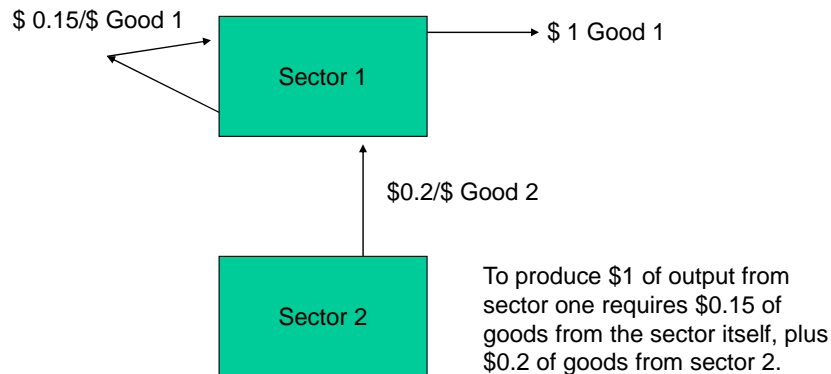 $ 0.15/$ Good 1
$ 1 Good 1
Sector 1
$0.2/$ Good 2
Sector 2
To produce $1 of output from
sector one requires $0.15 of
goods from the sector itself, plus
$0.2 of goods from sector 2.